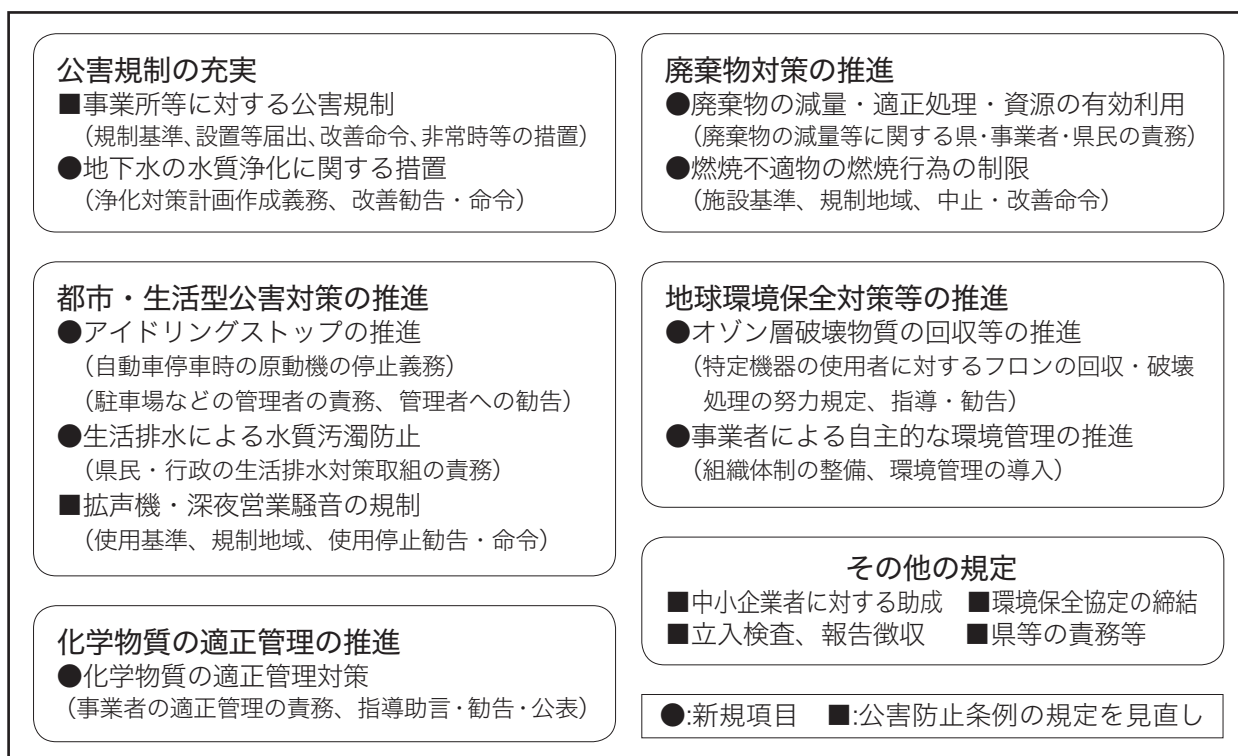 公害規制の充実
■事業所等に対する公害規制
（規制基準、設置等届出、改善命令、非常時等の措置）
●地下水の水質浄化に関する措置
（浄化対策計画作成義務、改善勧告・命令）
都市・生活型公害対策の推進
●アイドリングストップの推進
（自動車停車時の原動機の停止義務）
（駐車場などの管理者の責務、管理者への勧告）
●生活排水による水質汚濁防止
（県民・行政の生活排水対策取組の責務）
■拡声機・深夜営業騒音の規制
（使用基準、規制地域、使用停止勧告・命令）
化学物質の適正管理の推進
●化学物質の適正管理対策
（事業者の適正管理の責務、指導助言・勧告・公表）
廃棄物対策の推進
●廃棄物の減量・適正処理・資源の有効利用
（廃棄物の減量等に関する県・事業者・県民の責務）
●燃焼不適物の燃焼行為の制限
（施設基準、規制地域、中止・改善命令）
地球環境保全対策等の推進
●オゾン層破壊物質の回収等の推進
（特定機器の使用者に対するフロンの回収・破壊
処理の努力規定、指導・勧告）
●事業者による自主的な環境管理の推進
（組織体制の整備、環境管理の導入）
その他の規定
■中小企業者に対する助成　■環境保全協定の締結
■立入検査、報告徴収　■県等の責務等
●:新規項目　■:公害防止条例の規定を見直し